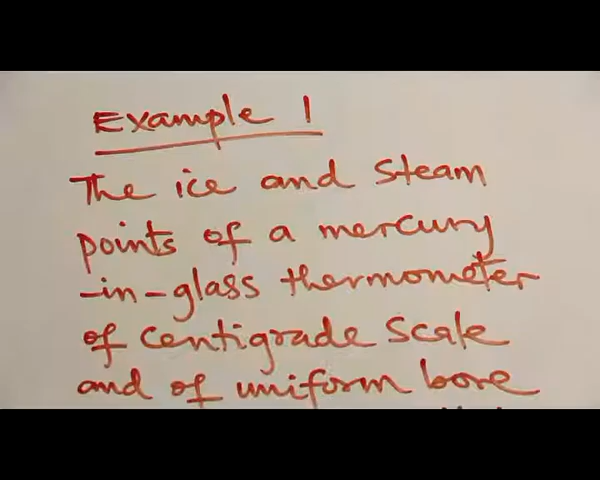 Example 1
The ice and steam
points of a mercury
-in-glass thermometer
of centigrade scale
and of uniform bore